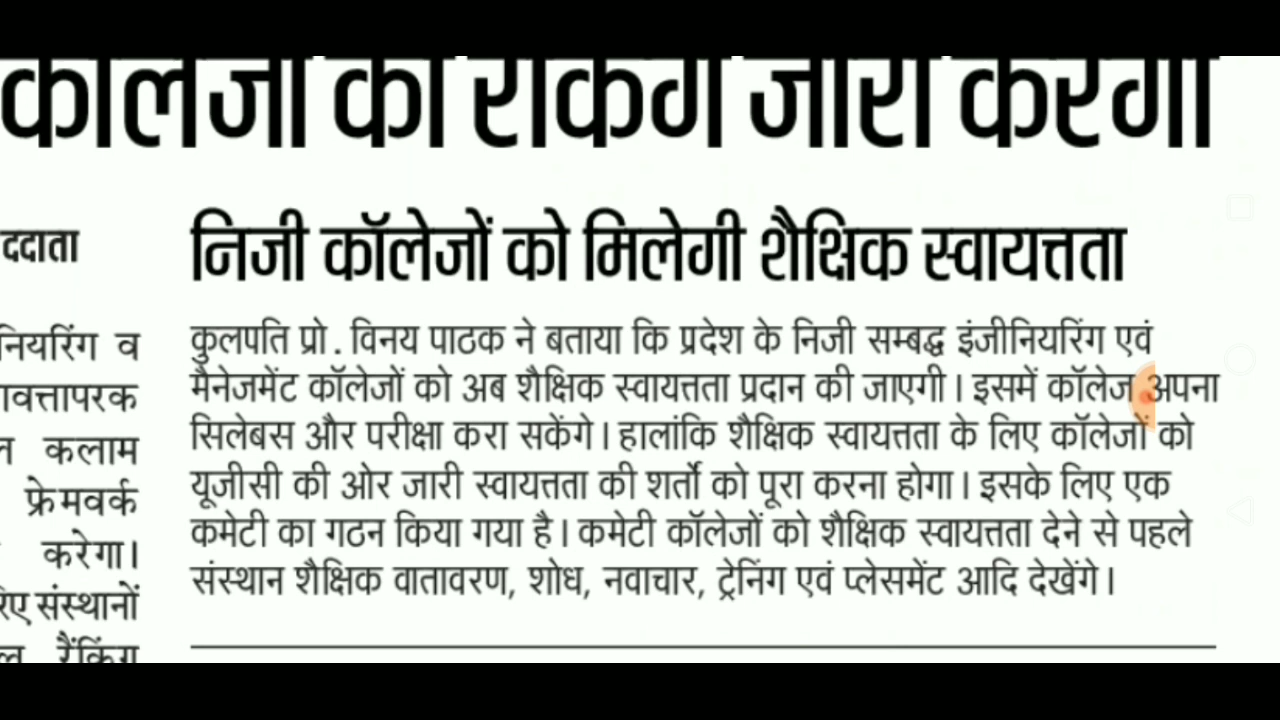 कॉलेजों की रैंकिंग जारी करेगा
निजी कॉलेजों को मिलेगी शैक्षिक स्वायत्तता
कुलपति प्रो. विनय पाठक ने बताया कि प्रदेश के निजी सम्बद्ध इंजीनियरिंग एवं
मैनेजमेंट कॉलेजों को अब शैक्षिक स्वायत्तता प्रदान की जाएगी। इसमें कॉलेज अपना
सिलेबस और परीक्षा करा सकेंगे। हालांकि शैक्षिक स्वायत्तता के लिए कॉलेजों को
यूजीसी की ओर जारी स्वायत्तता की शर्तों को पूरा करना होगा। इसके लिए एक
कमेटी का गठन किया गया है। कमेटी कॉलेजों को शैक्षिक स्वायत्तता देने से पहले
संस्थान शैक्षिक वातावरण, शोध, नवाचार, ट्रेनिंग एवं प्लेसमेंट आदि देखेंगे।
ददाता
नियरिंग व
कलाम
फ्रेमवर्क
करेगा।
संस्थानों
रैंकिंग